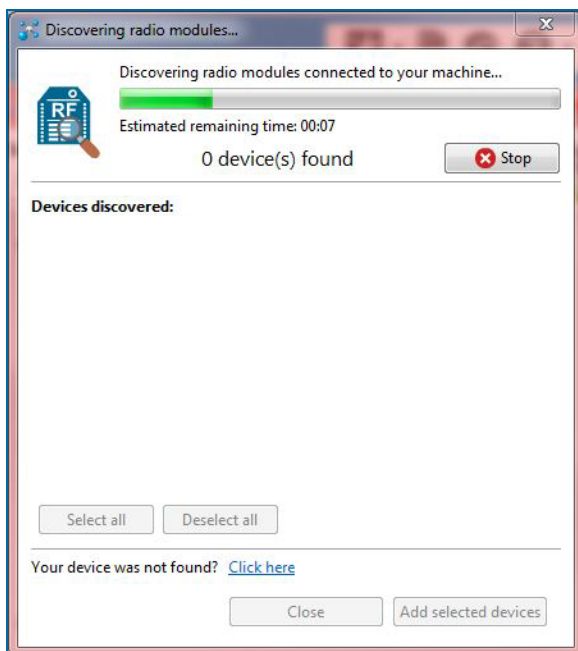 Discovering radio modules...
Discovering radio modules connected to your machine...
RF
Estimated remaining time: 00:07
0 device(s) found
Stop
Devices discovered:
Select all
Deselect all
Your device was not found? Click here
Close
Add selected devices